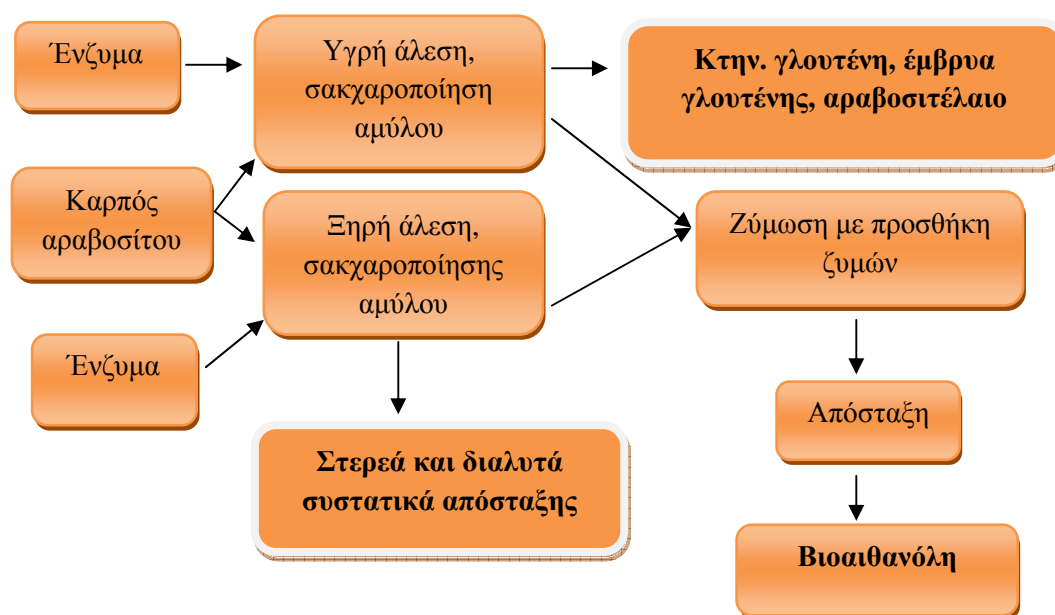 Ένζυμα
Υγρή άλεση,
σακχαροποίηση
αμύλου
Κτην. γλουτένη, έμβρυα
γλουτένης, αραβοσιτέλαιο
Καρπός
αραβοσίτου
Ξηρή άλεση,
σακχαροποίησης
αμύλου
Ζύμωση με προσθήκη
ζυμών
Ένζυμα
Απόσταξη
Στερεά και διαλυτά
συστατικά απόσταξης
Βιοαιθανόλη